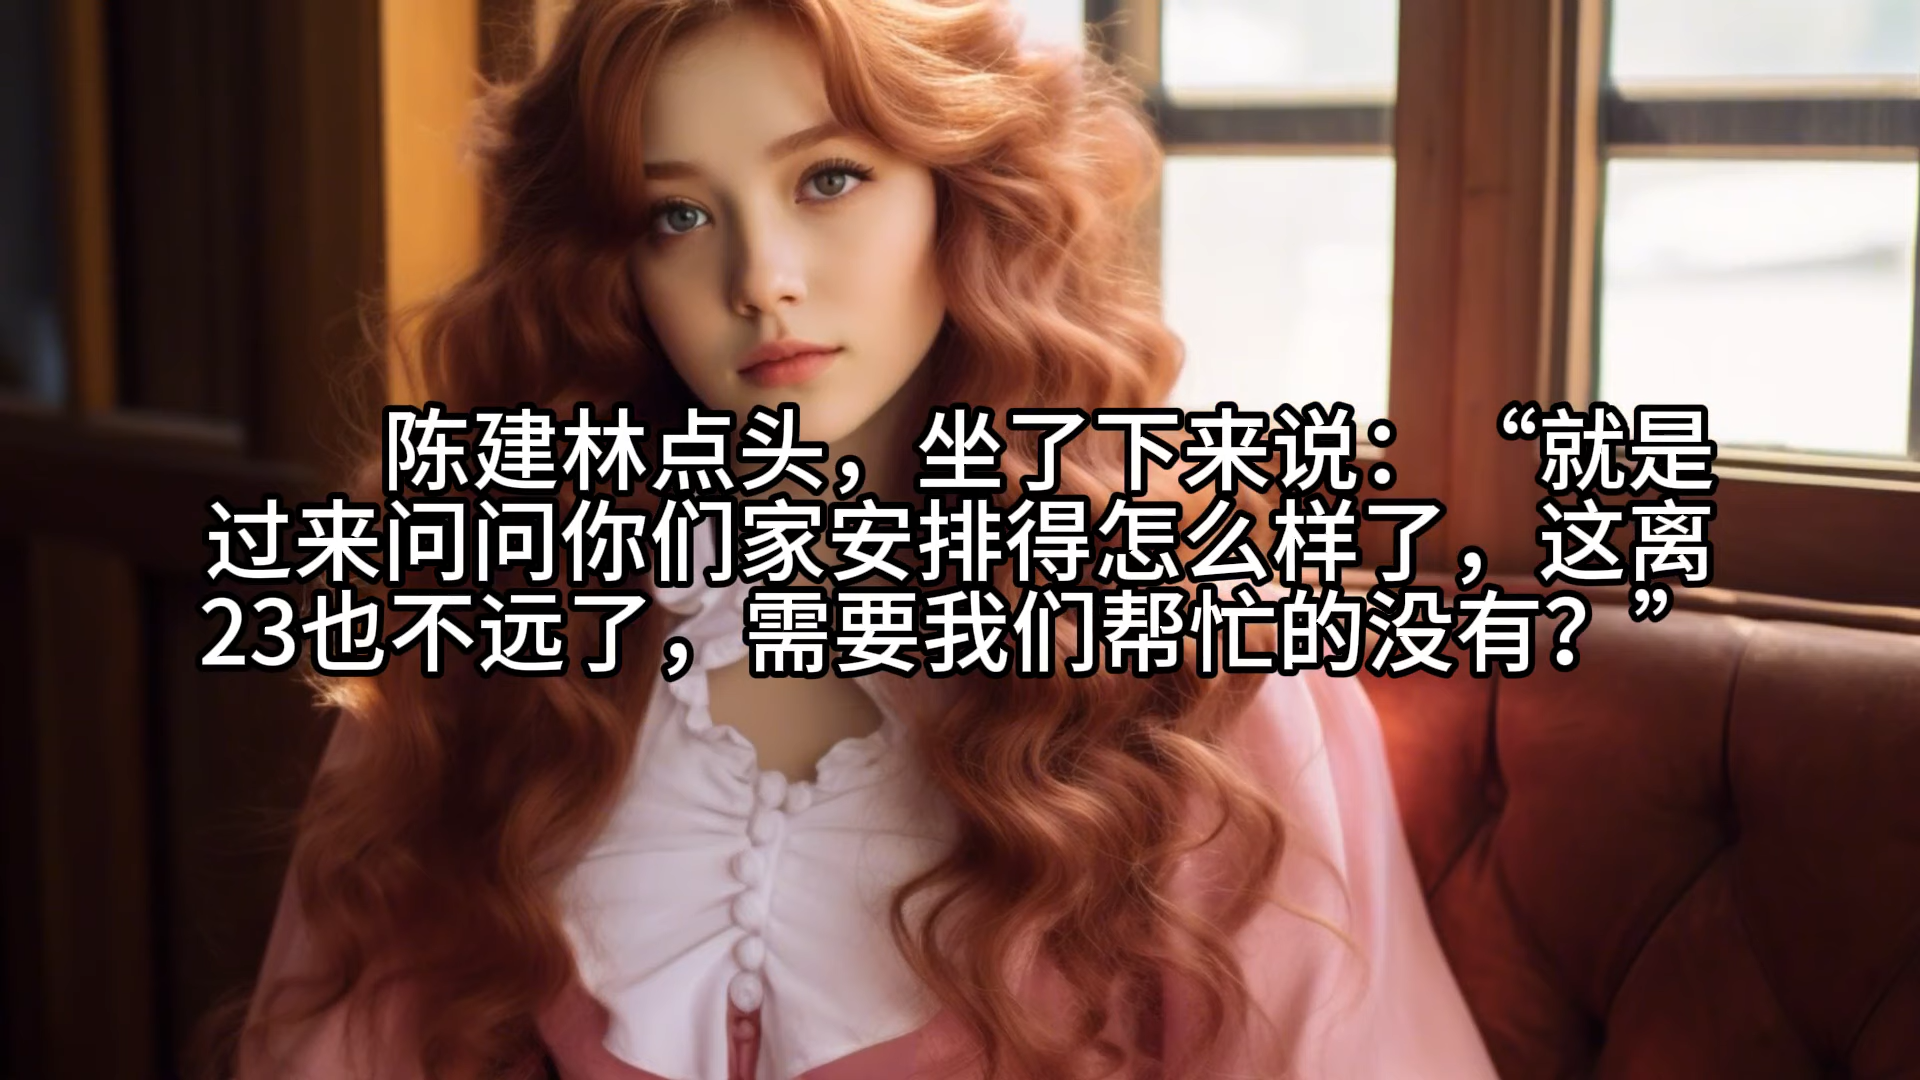 陈建林点头，坐了下来说：“就是
过来问问你们家安排得怎么样了，这离
23也不远了，需要我们帮忙的没有？”